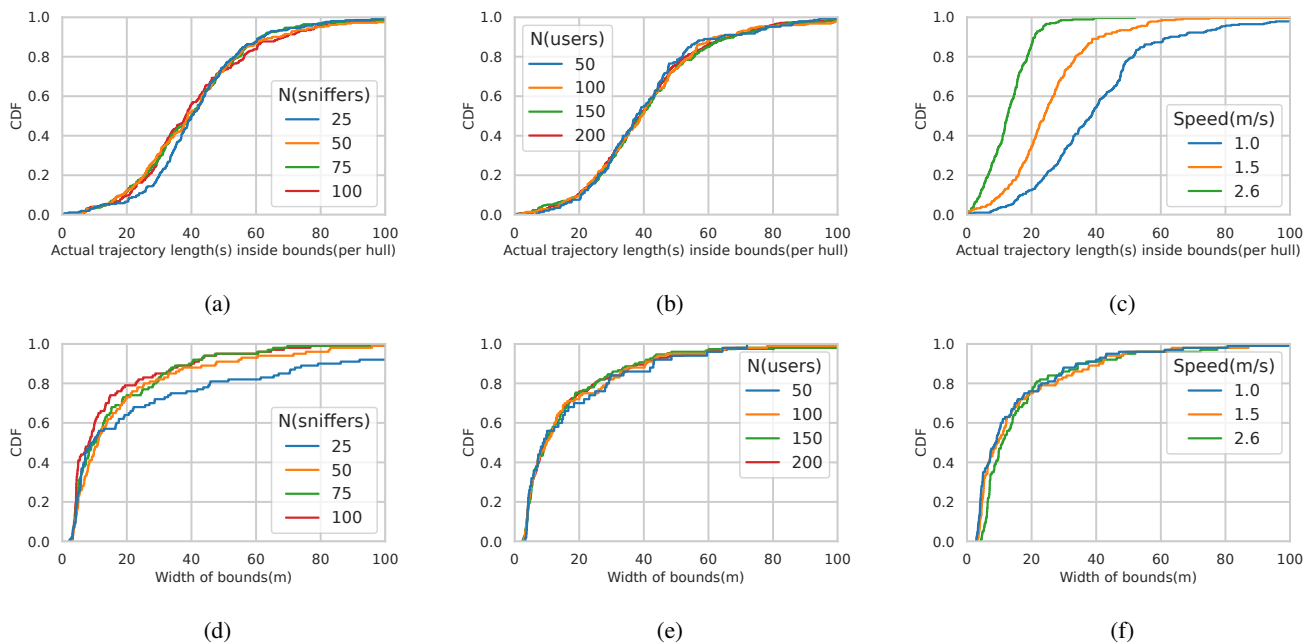 1.0
0.8
0.6
0.4
0.2
0.0
CDF
0 20 40 60 80 100
Actual trajectory length(s) inside bounds(per hull)
N(sniffers)
25
50
75
100
(a)
1.0
0.8
0.6
0.4
0.2
0.0
CDF
0 20 40 60 80 100
Actual trajectory length(s) inside bounds(per hull)
N(users)
50
100
150
200
(b)
1.0
0.8
0.6
0.4
0.2
0.0
CDF
0 20 40 60 80 100
Actual trajectory length(s) inside bounds(per hull)
Speed(m/s)
1.0
1.5
2.6
(c)
1.0
0.8
0.6
0.4
0.2
0.0
CDF
0 20 40 60 80 100
Width of bounds(m)
N(sniffers)
25
50
75
100
(d)
1.0
0.8
0.6
0.4
0.2
0.0
CDF
0 20 40 60 80 100
Width of bounds(m)
N(users)
50
100
150
200
(e)
1.0
0.8
0.6
0.4
0.2
0.0
CDF
0 20 40 60 80 100
Width of bounds(m)
Speed(m/s)
1.0
1.5
2.6
(f)